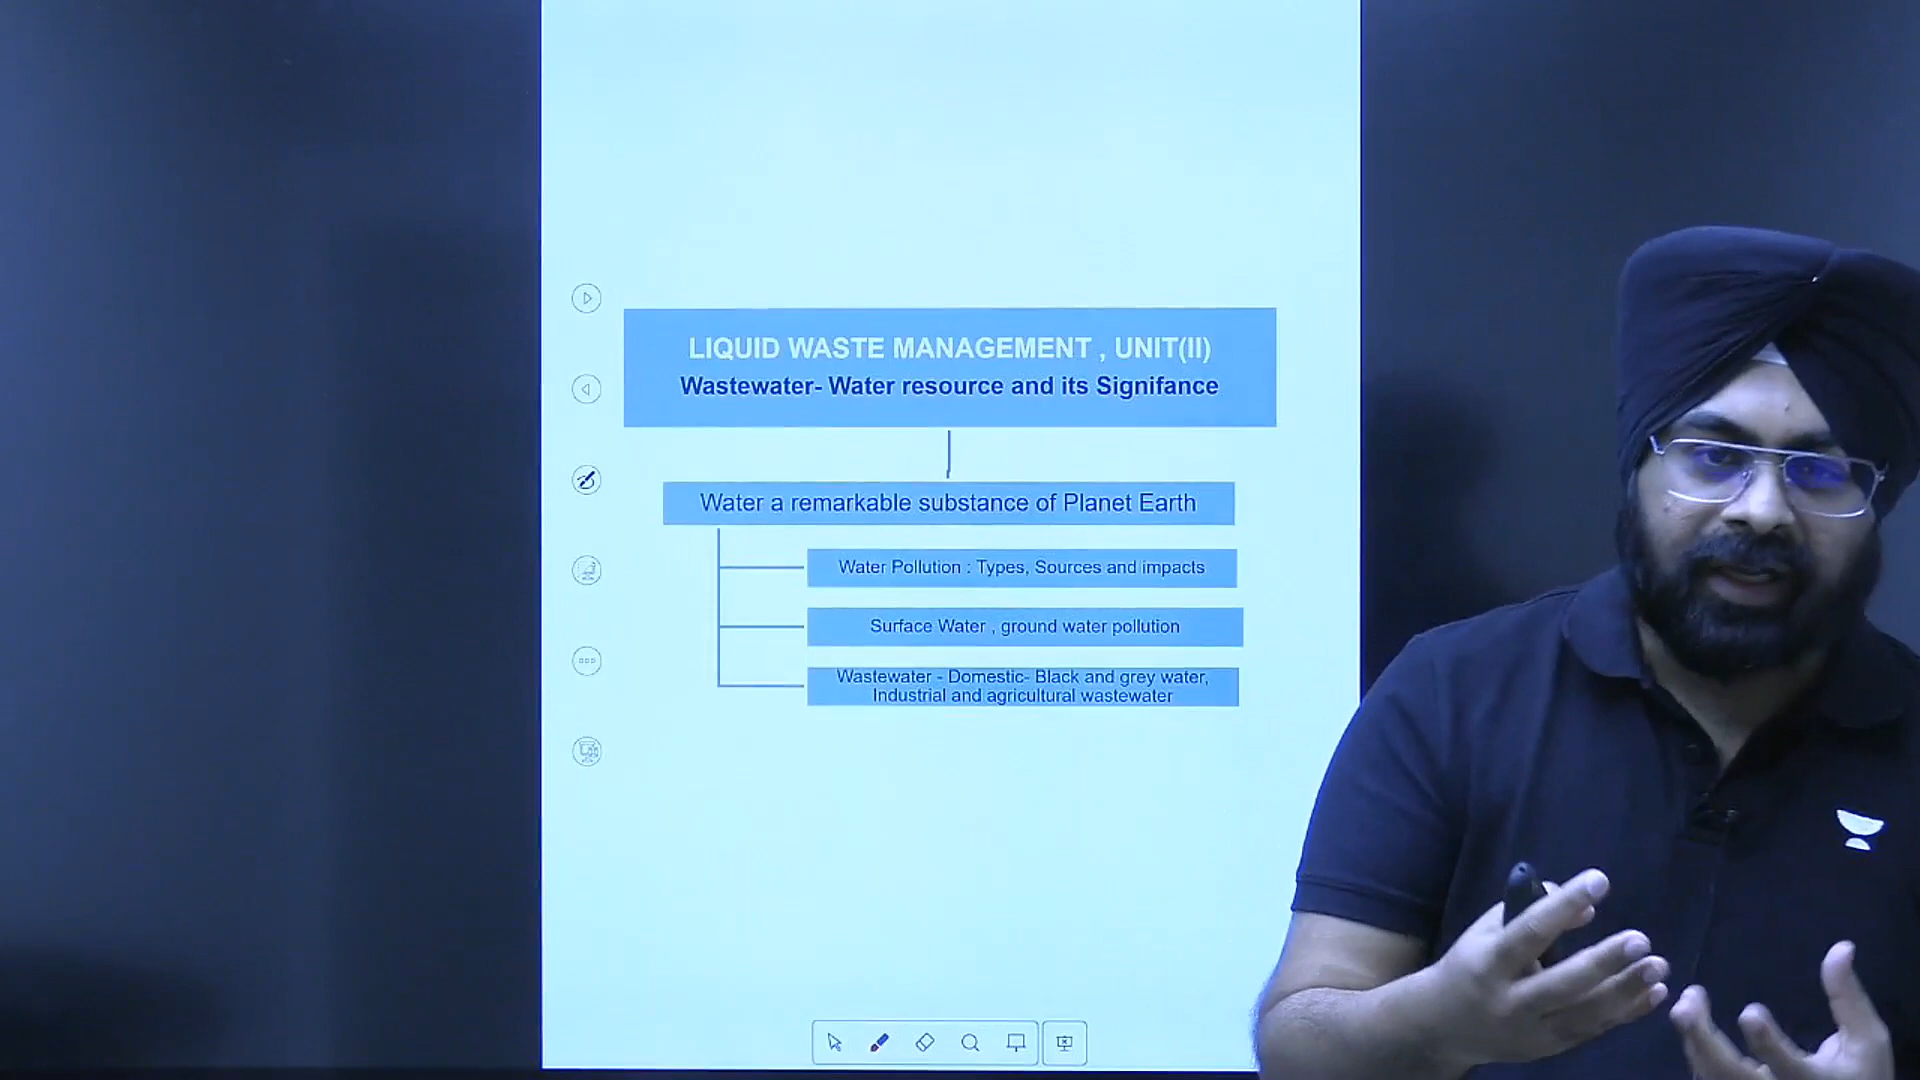 LIQUID WASTE MANAGEMENT , UNIT(II)
Wastewater- Water resource and its Signifance
Water a remarkable substance of Planet Earth
Water Pollution : Types, Sources and impacts
Surface Water , ground water pollution
Wastewater - Domestic- Black and grey water,
Industrial and agricultural wastewater